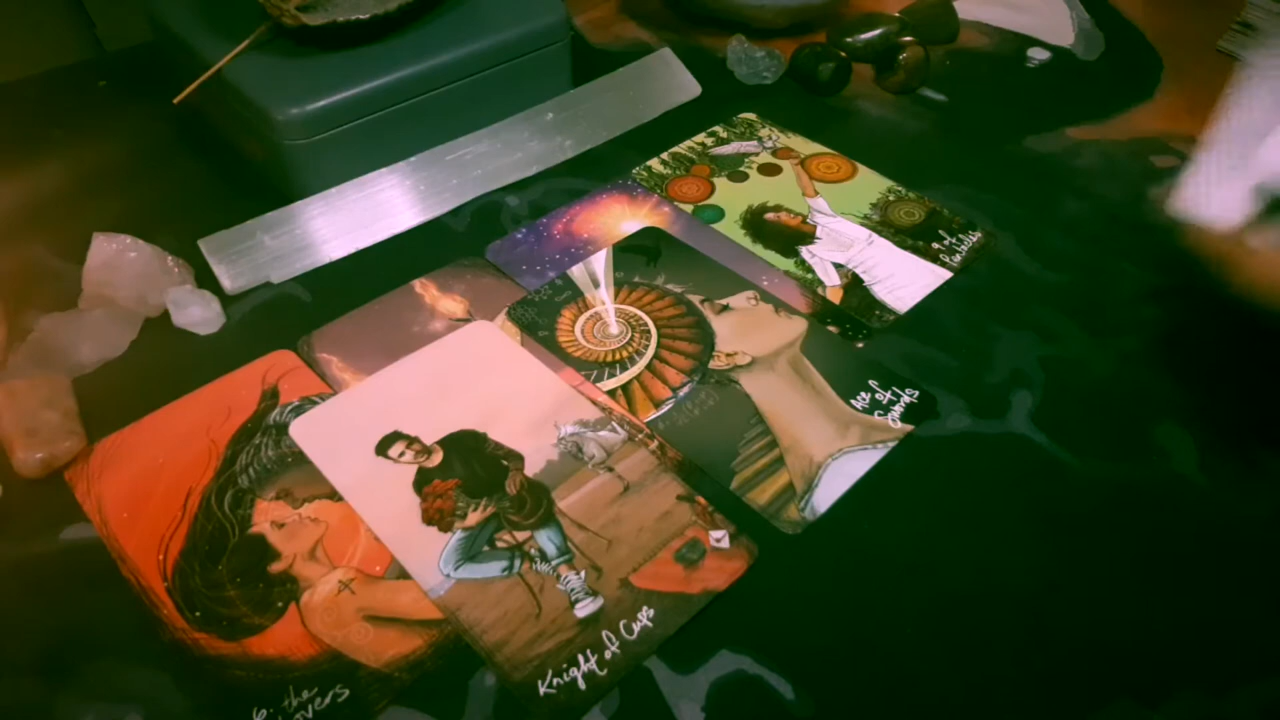 9 of
Pentacles
Ace
of
Swords
Knight of Cups
6. the
Lovers